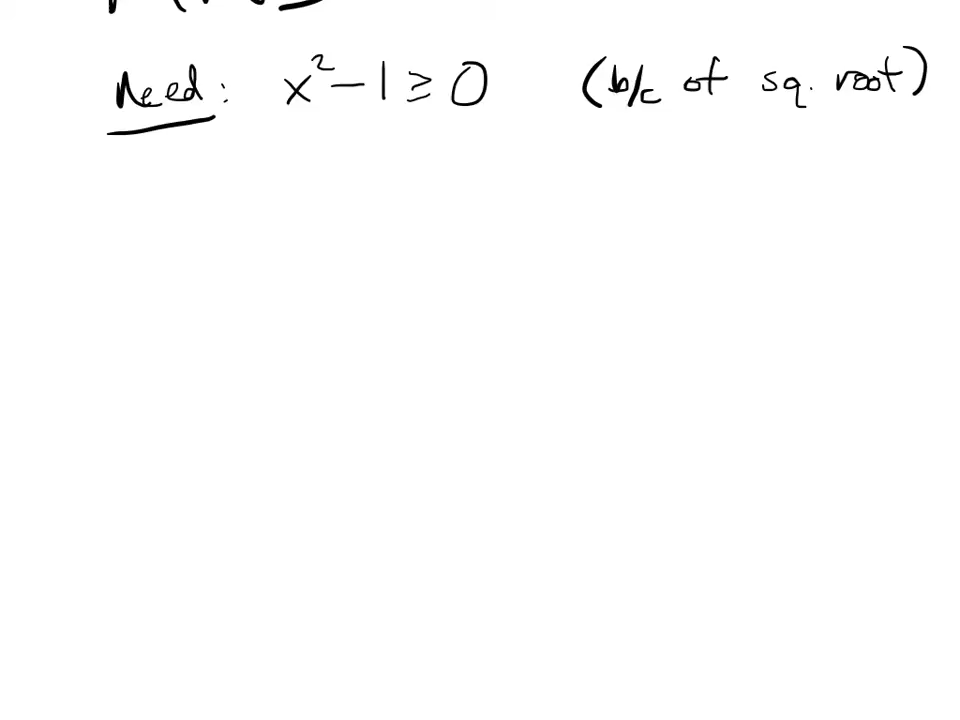 Need: x² − 1 ≥ 0 (b/c of sq. root)